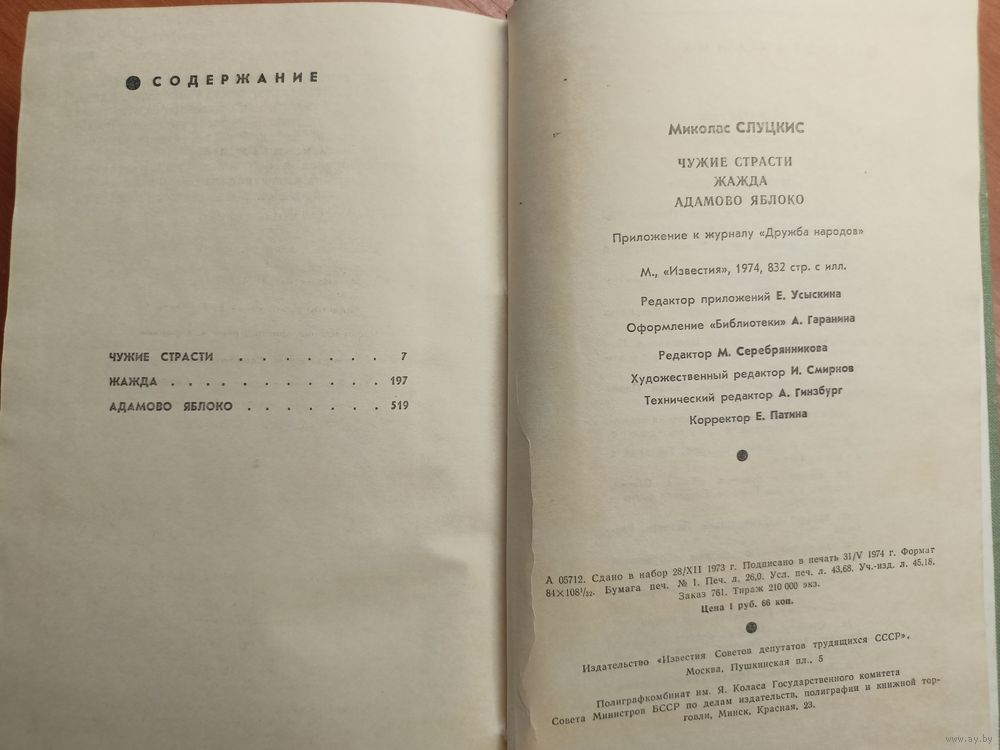 СОДЕРЖАНИЕ
ЧУЖИЕ СТРАСТИ . . . . . . . 7
ЖАЖДА . . . . . . . . . . 197
АДАМОВО ЯБЛОКО . . . . . . 519
Миколас СЛУЦКИС
ЧУЖИЕ СТРАСТИ
ЖАЖДА
АДАМОВО ЯБЛОКО
Приложение к журналу «Дружба народов»
М., «Известия», 1974, 832 стр. с илл.
Редактор приложений Е. Усыскина
Оформление «Библиотеки» А. Гаранина
Редактор М. Серебрянникова
Художественный редактор И. Смирнов
Технический редактор А. Гинзбург
Корректор Е. Патина
А 05712. Сдано в набор 28/XII 1973 г. Подписано в печать 31/V 1974 г. Формат
84×108¹/₃₂. Бумага печ. № 1. Печ. л. 26,0. Усл. печ. л. 43,68. Уч.-изд. л. 45,18.
Заказ 761. Тираж 210 000 экз.
Цена 1 руб. 66 коп.
Издательство «Известия Советов депутатов трудящихся СССР».
Москва, Пушкинская пл., 5
Полиграфкомбинат им. Я. Коласа Государственного комитета
Совета Министров БССР по делам издательств, полиграфии и книжной тор-
говли, Минск, Красная, 23.
www.ay.by